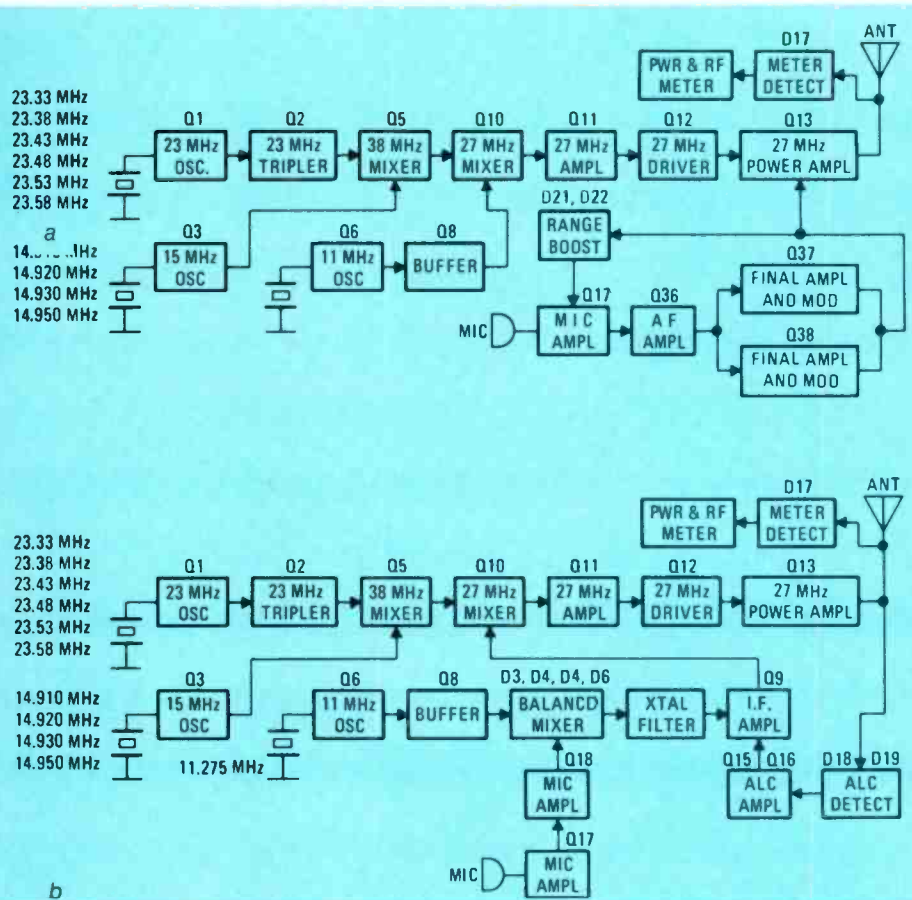 ANT
D17
PWR & RF METER
METER DETECT
23.33 MHz
23.38 MHz
23.43 MHz
23.48 MHz
23.53 MHz
23.58 MHz
Q1
Q2
Q5
Q10
Q11
Q12
Q13
23 MHz OSC.
23 MHz TRIPLER
38 MHz MIXER
27 MHz MIXER
27 MHz AMPL
27 MHz DRIVER
27 MHz POWER AMPL
a
D21, D22
RANGE BOOST
14.920 MHz
14.930 MHz
14.950 MHz
Q3
15 MHz OSC
Q6
11 MHz OSC
Q8
BUFFER
Q37
FINAL AMPL AND MOD
MIC
Q17
MIC AMPL
Q36
A F AMPL
Q38
FINAL AMPL AND MOD
ANT
D17
PWR & RF METER
METER DETECT
23.33 MHz
23.38 MHz
23.43 MHz
23.48 MHz
23.53 MHz
23.58 MHz
Q1
Q2
Q5
Q10
Q11
Q12
Q13
23 MHz OSC
23 MHz TRIPLER
38 MHz MIXER
27 MHz MIXER
27 MHz AMPL
27 MHz DRIVER
27 MHz POWER AMPL
14.910 MHz
14.920 MHz
14.930 MHz
14.950 MHz
Q3
15 MHz OSC
11.275 MHz
Q6
11 MHz OSC
Q8
BUFFER
D3, D4, D4, D6
BALANCD MIXER
XTAL FILTER
Q9
I.F. AMPL
Q18
MIC AMPL
Q15 Q16
ALC AMPL
D18 D19
ALC DETECT
MIC
Q17
MIC AMPL
b